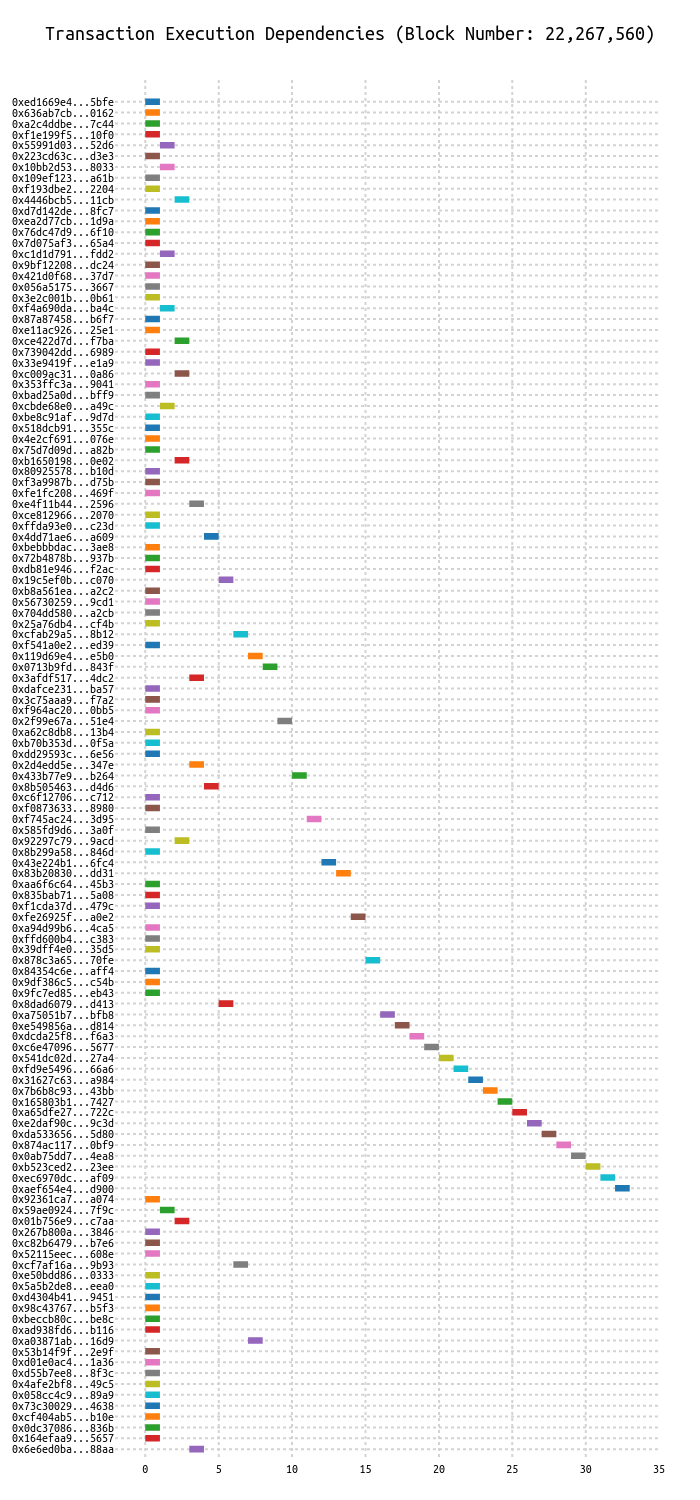 Transaction Execution Dependencies (Block Number: 22,267,560)
0xed1669e4...5bfe
0x636ab7cb...0162
0xa2c4ddbe...7c44
0xf1e199f5...10f0
0x55991d03...52d6
0x223cd63c...d3e3
0x10bb2d53...8033
0x109ef123...a61b
0xf193dbe2...2204
0x4446bcb5...11cb
0xd7d142de...8fc7
0xea2d77cb...1d9a
0x76dc47d9...6f10
0x7d075af3...65a4
0xc1d1d791...fdd2
0x9bf12208...dc24
0x421d0f68...37d7
0x056a5175...3667
0x3e2c001b...0b61
0xf4a690da...ba4c
0x87a87458...b6f7
0xe11ac926...25e1
0xce422d7d...f7ba
0x739042dd...6989
0x33e9419f...e1a9
0xc009ac31...0a86
0x353ffc3a...9041
0xbad25a0d...bff9
0xcbde68e0...a49c
0xbe8c91af...9d7d
0x518dcb91...355c
0x4e2cf691...076e
0x75d7d09d...a82b
0xb1650198...0e02
0x80925578...b10d
0xf3a9987b...d75b
0xfe1fc208...469f
0xe4f11b44...2596
0xce812966...2070
0xffda93e0...c23d
0x4dd71ae6...a609
0xbebbbdac...3ae8
0x72b4878b...937b
0xdb81e946...f2ac
0x19c5ef0b...c070
0xb8a561ea...a2c2
0x56730259...9cd1
0x704dd580...a2cb
0x25a76db4...cf4b
0xcfab29a5...8b12
0xf541a0e2...ed39
0x119d69e4...e5b0
0x0713b9fd...843f
0x3afdf517...4dc2
0xdafce231...ba57
0x3c75aaa9...f7a2
0xf964ac20...0bb5
0x2f99e67a...51e4
0xa62c8db8...13b4
0xb70b353d...0f5a
0xdd29593c...6e56
0x2d4edd5e...347e
0x433b77e9...b264
0x8b505463...d4d6
0xc6f12706...c712
0xf0873633...8980
0xf745ac24...3d95
0x585fd9d6...3a0f
0x92297c79...9acd
0x8b299a58...846d
0x43e224b1...6fc4
0x83b20830...dd31
0xaa6f6c64...45b3
0x835bab71...5a08
0xf1cda37d...479c
0xfe26925f...a0e2
0xa94d99b6...4ca5
0xffd600b4...c383
0x39dff4e0...35d5
0x878c3a65...70fe
0x84354c6e...aff4
0x9df386c5...c54b
0x9fc7ed85...eb43
0x8dad6079...d413
0xa75051b7...bfb8
0xe549856a...d814
0xdcda25f8...f6a3
0xc6e47096...5677
0x541dc02d...27a4
0xfd9e5496...66a6
0x31627c63...a984
0x7b6b8c93...43bb
0x165803b1...7427
0xa65dfe27...722c
0xe2daf90c...9c3d
0xda533656...5d80
0x874ac117...0bf9
0x0ab75dd7...4ea8
0xb523ced2...23ee
0xec6970dc...af09
0xaef654e4...d900
0x92361ca7...a074
0x59ae0924...7f9c
0x01b756e9...c7aa
0x267b800a...3846
0xc82b6479...b7e6
0x52115eec...608e
0xcf7af16a...9b93
0xe50bdd86...0333
0x5a5b2de8...eea0
0xd4304b41...9451
0x98c43767...b5f3
0xbeccb80c...be8c
0xad938fd6...b116
0xa03871ab...16d9
0x53b14f9f...2e9f
0xd01e0ac4...1a36
0xd55b7ee8...8f3c
0x4afe2bf8...49c5
0x058cc4c9...89a9
0x73c30029...4638
0xcf404ab5...b10e
0x0dc37086...836b
0x164efaa9...5657
0x6e6ed0ba...88aa
0 5 10 15 20 25 30 35